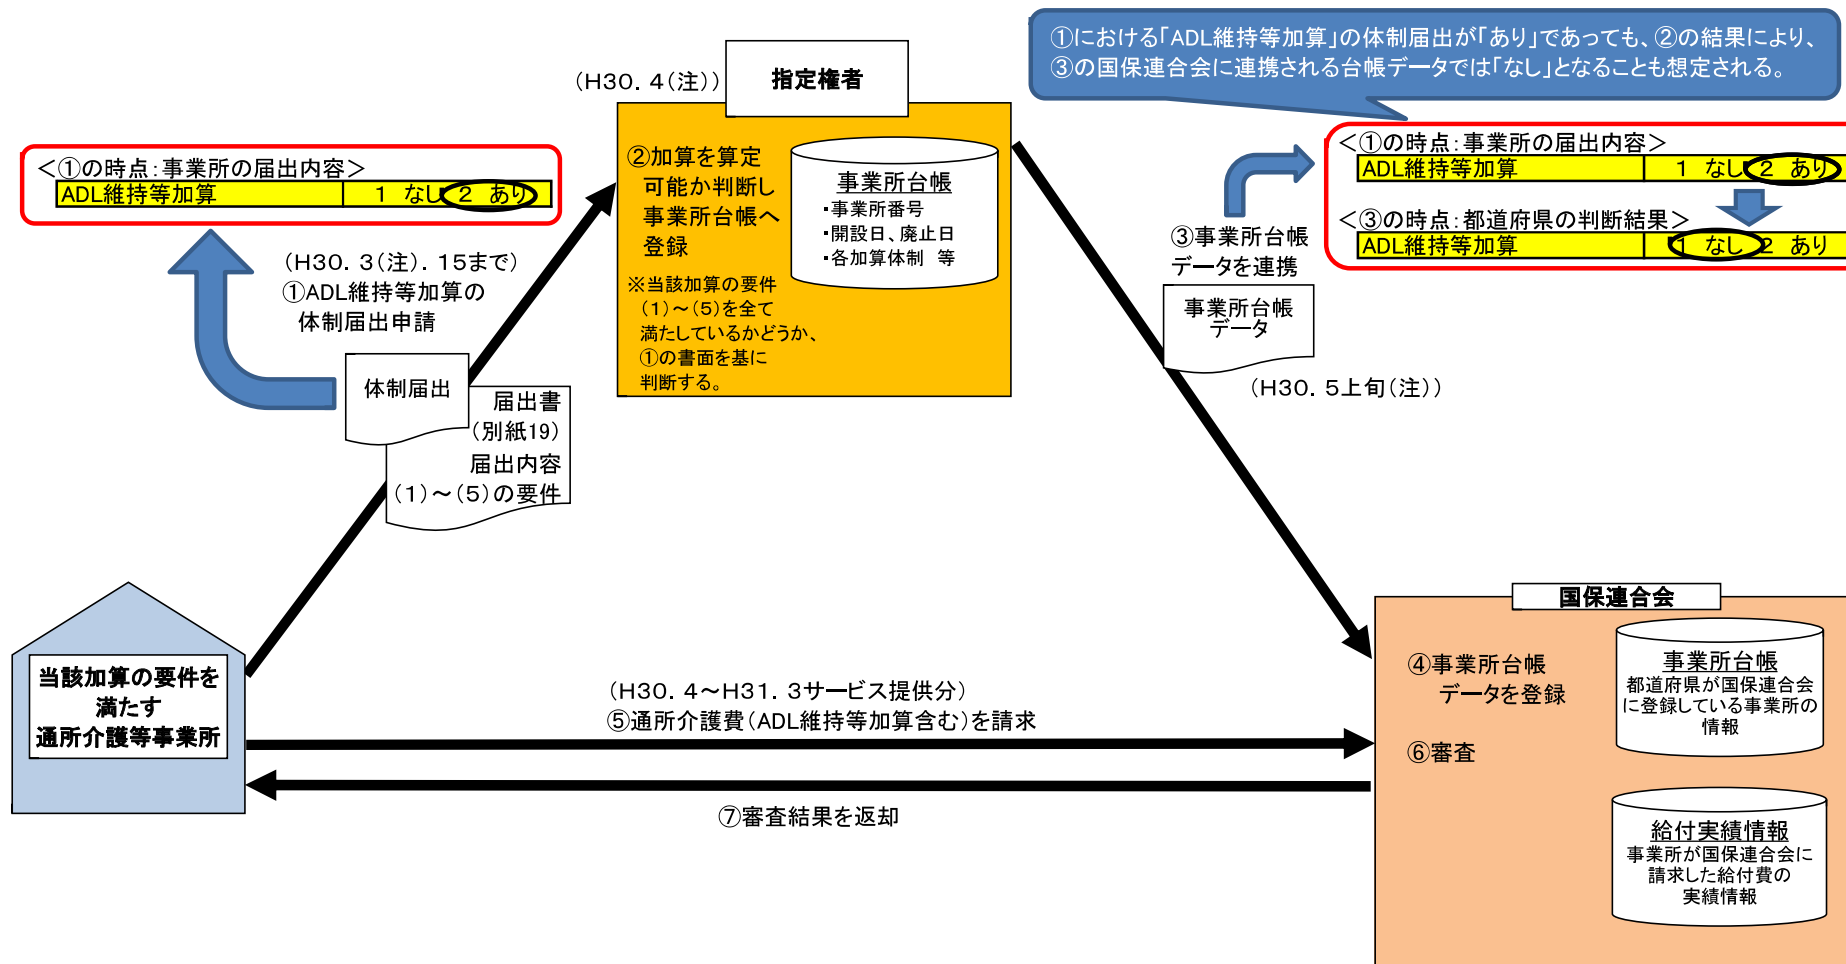 ①における「ADL維持等加算」の体制届出が「あり」であっても、②の結果により、
③の国保連合会に連携される台帳データでは「なし」となることも想定される。
(H30.4(注))
指定権者
②加算を算定
可能か判断し
事業所台帳へ
登録
※当該加算の要件
(1)~(5)を全て
満たしているかどうか、
①の書面を基に
判断する。
事業所台帳
・事業所番号
・開設日、廃止日
・各加算体制 等
<①の時点:事業所の届出内容>
ADL維持等加算 1 なし 2 あり
(H30.3(注).15まで)
①ADL維持等加算の
体制届出申請
体制届出
届出書
(別紙19)
届出内容
(1)~(5)の要件
<①の時点:事業所の届出内容>
ADL維持等加算 1 なし 2 あり
<③の時点:都道府県の判断結果>
ADL維持等加算 1 なし 2 あり
③事業所台帳
データを連携
事業所台帳
データ
(H30.5上旬(注))
当該加算の要件を
満たす
通所介護等事業所
(H30.4~H31.3サービス提供分)
⑤通所介護費(ADL維持等加算含む)を請求
⑦審査結果を返却
国保連合会
④事業所台帳
データを登録
⑥審査
事業所台帳
都道府県が国保連合会
に登録している事業所の
情報
給付実績情報
事業所が国保連合会に
請求した給付費の
実績情報